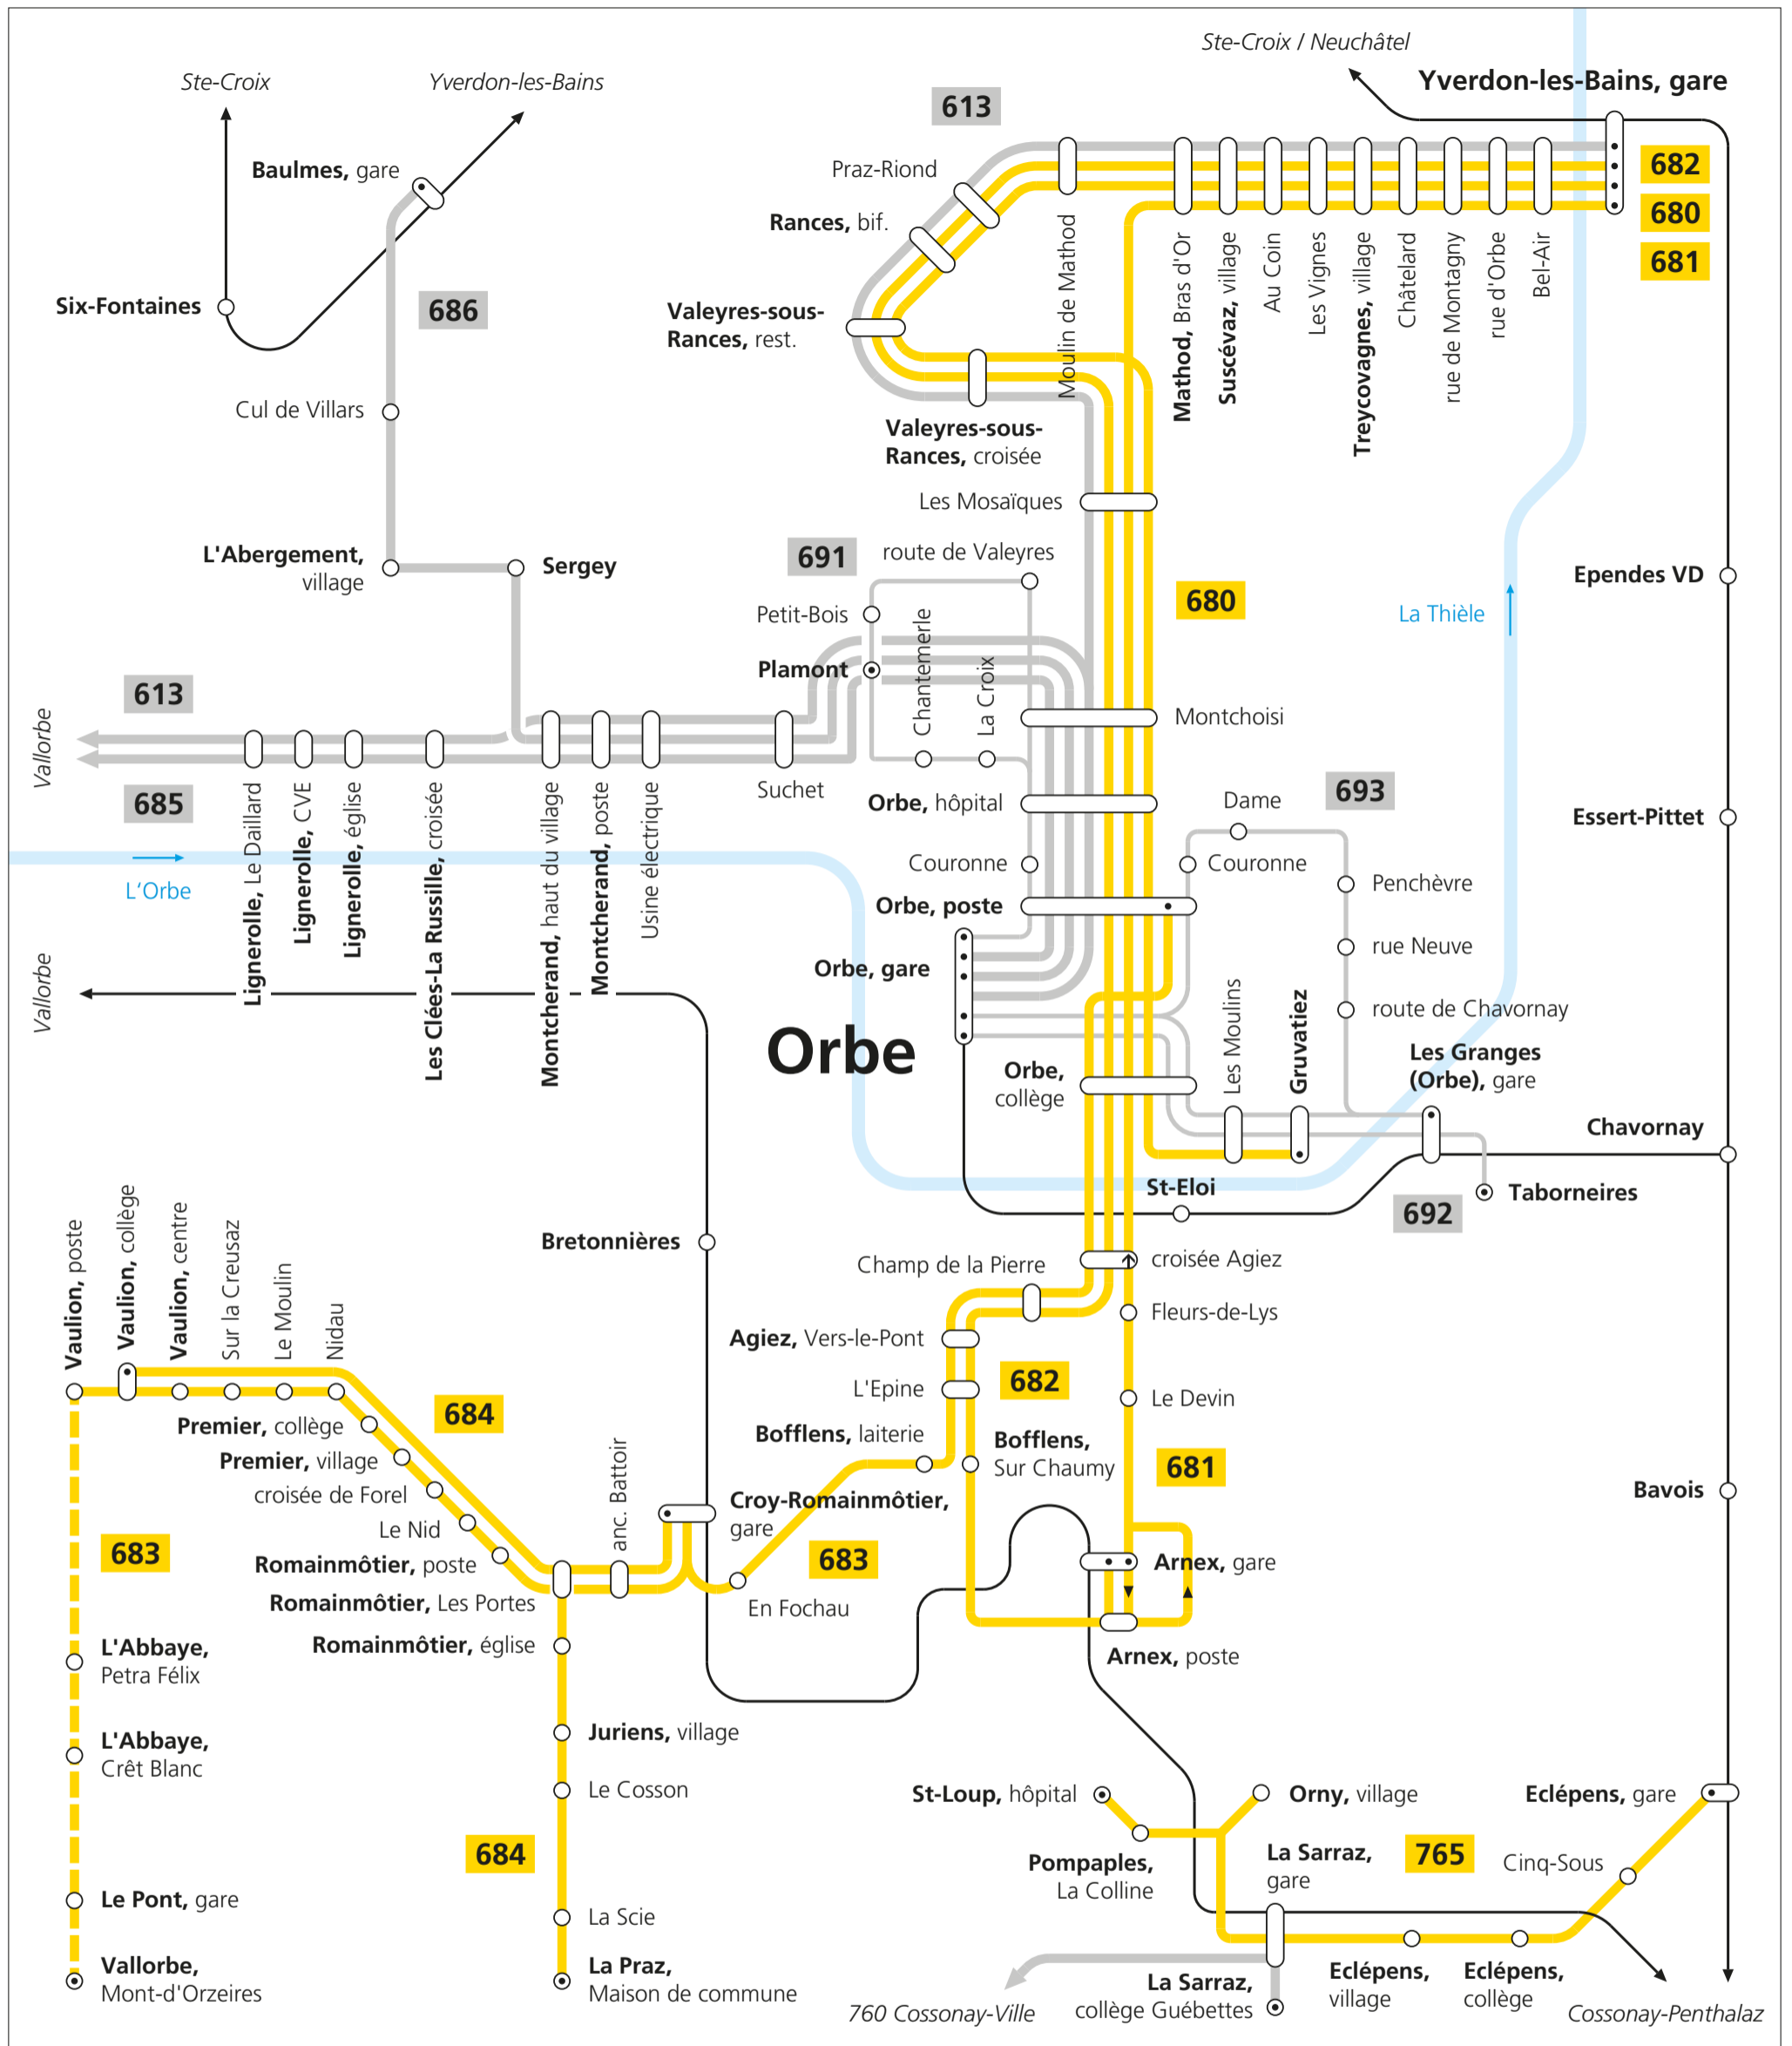 Ste-Croix / Neuchâtel
Ste-Croix
Yverdon-les-Bains
Yverdon-les-Bains, gare
613
Baulmes, gare
Praz-Riond
682
Rances, bif.
680
681
Six-Fontaines
686
Valeyres-sous-
Rances, rest.
Moulin de Mathod
Mathod, Bras d'Or
Suscévaz, village
Au Coin
Les Vignes
Treycovagnes, village
Châtelard
rue de Montagny
rue d'Orbe
Bel-Air
Cul de Villars
Valeyres-sous-
Rances, croisée
Les Mosaïques
L'Abergement,
village
Sergey
691
route de Valeyres
Ependes VD
680
La Thièle
Petit-Bois
Chantemerle
La Croix
Plamont
613
Vallorbe
Montchoisi
685
Suchet
Orbe, hôpital
Dame
693
Essert-Pittet
Lignerolle, Le Daillard
Lignerolle, CVE
Lignerolle, église
Les Clées-La Russille, croisée
Montcherand, haut du village
Montcherand, poste
Usine électrique
L'Orbe
Couronne
Couronne
Penchèvre
Orbe, poste
rue Neuve
Vallorbe
Orbe, gare
route de Chavornay
Orbe
Les Moulins
Gruvatiez
Orbe,
collège
Les Granges
(Orbe), gare
Chavornay
St-Eloi
Taborneires
692
Bretonnières
Vaulion, poste
Vaulion, collège
Vaulion, centre
Sur la Creusaz
Le Moulin
Nidau
Champ de la Pierre
croisée Agiez
Fleurs-de-Lys
Agiez, Vers-le-Pont
682
L'Epine
Le Devin
684
Premier, collège
Bofflens, laiterie
Bofflens,
Sur Chaumy
Premier, village
681
croisée de Forel
anc. Battoir
Croy-Romainmôtier,
gare
Bavois
Le Nid
683
683
Romainmôtier, poste
Arnex, gare
Romainmôtier, Les Portes
En Fochau
Romainmôtier, église
Arnex, poste
L'Abbaye,
Petra Félix
Juriens, village
L'Abbaye,
Crêt Blanc
Le Cosson
St-Loup, hôpital
Orny, village
Eclépens, gare
684
Pompaples,
La Colline
La Sarraz,
gare
765
Cinq-Sous
Le Pont, gare
La Scie
Vallorbe,
Mont-d'Orzeires
La Praz,
Maison de commune
La Sarraz,
collège Guébettes
Eclépens,
village
Eclépens,
collège
760 Cossonay-Ville
Cossonay-Penthalaz